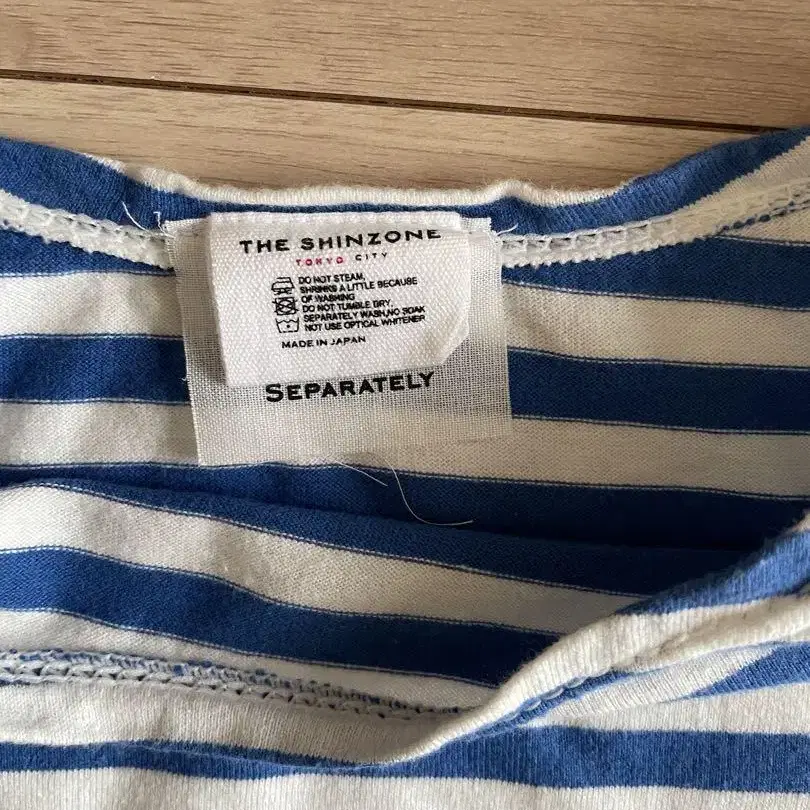 THE SHINZONE
TOKYO CITY
DO NOT STEAM,
SHRINKS A LITTLE BECAUSE
OF WASHING
DO NOT TUMBLE DRY.
SEPARATELY WASH,NO SOAK
NOT USE OPTICAL WHITENER
MADE IN JAPAN
SEPARATELY